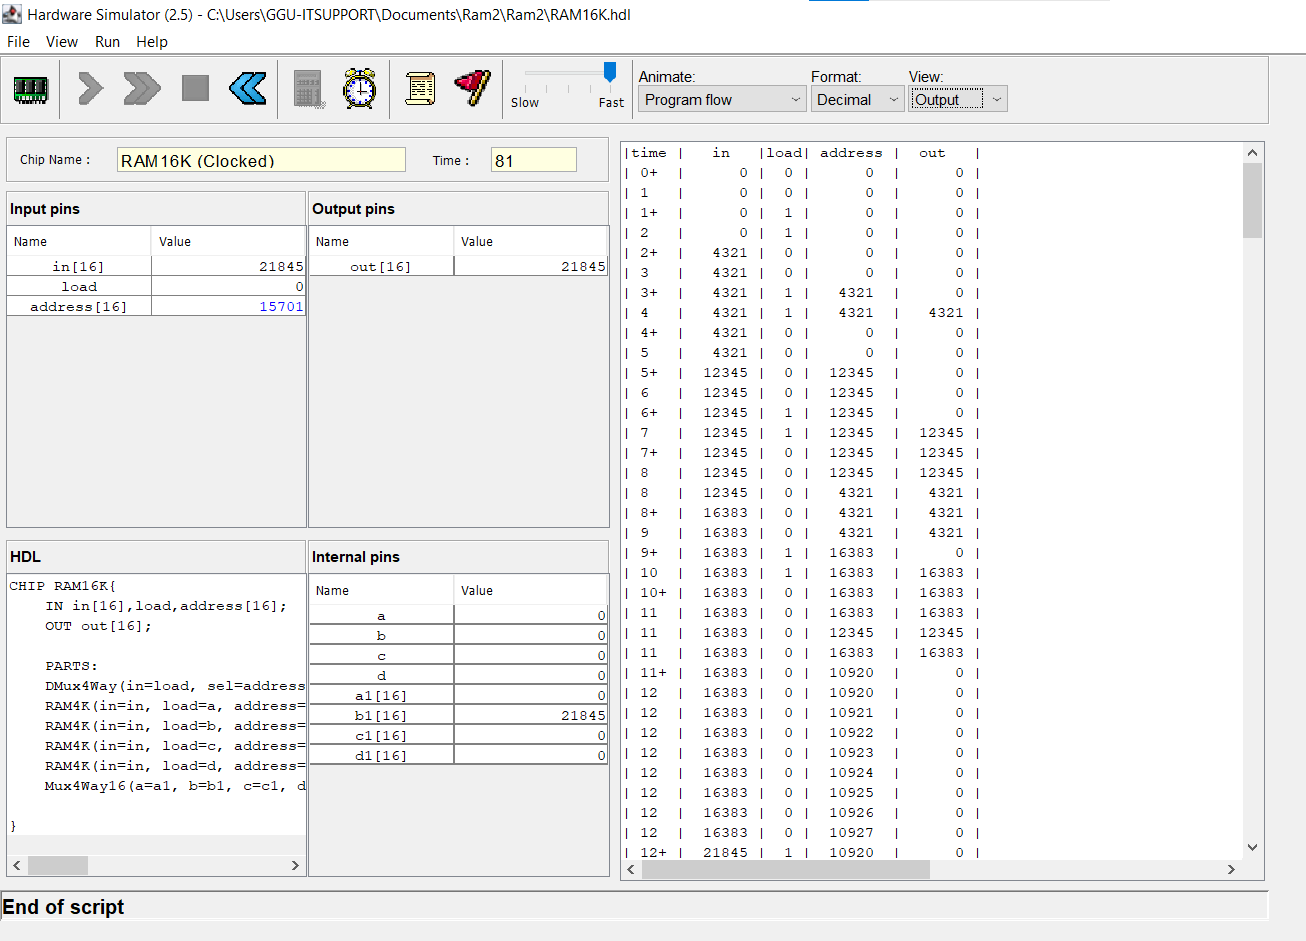 Hardware Simulator (2.5) - C:\Users\GGU-ITSUPPORT\Documents\Ram2\Ram2\RAM16K.hdl
File View Run Help
Slow Fast
Animate: Format: View:
Program flow Decimal Output
Chip Name : RAM16K (Clocked) Time : 81
Input pins
Name Value
in[16] 21845
load 0
address[16] 15701
Output pins
Name Value
out[16] 21845
HDL
CHIP RAM16K{
IN in[16],load,address[16];
OUT out[16];
PARTS:
DMux4Way(in=load, sel=address
RAM4K(in=in, load=a, address=
RAM4K(in=in, load=b, address=
RAM4K(in=in, load=c, address=
RAM4K(in=in, load=d, address=
Mux4Way16(a=a1, b=b1, c=c1, d
}
Internal pins
Name Value
a 0
b 0
c 0
d 0
a1[16] 0
b1[16] 21845
c1[16] 0
d1[16] 0
|time | in |load| address | out |
| 0+ | 0 | 0 | 0 | 0 |
| 1 | 0 | 0 | 0 | 0 |
| 1+ | 0 | 1 | 0 | 0 |
| 2 | 0 | 1 | 0 | 0 |
| 2+ | 4321 | 0 | 0 | 0 |
| 3 | 4321 | 0 | 0 | 0 |
| 3+ | 4321 | 1 | 4321 | 0 |
| 4 | 4321 | 1 | 4321 | 4321 |
| 4+ | 4321 | 0 | 0 | 0 |
| 5 | 4321 | 0 | 0 | 0 |
| 5+ | 12345 | 0 | 12345 | 0 |
| 6 | 12345 | 0 | 12345 | 0 |
| 6+ | 12345 | 1 | 12345 | 0 |
| 7 | 12345 | 1 | 12345 | 12345 |
| 7+ | 12345 | 0 | 12345 | 12345 |
| 8 | 12345 | 0 | 12345 | 12345 |
| 8 | 12345 | 0 | 4321 | 4321 |
| 8+ | 16383 | 0 | 4321 | 4321 |
| 9 | 16383 | 0 | 4321 | 4321 |
| 9+ | 16383 | 1 | 16383 | 0 |
| 10 | 16383 | 1 | 16383 | 16383 |
| 10+ | 16383 | 0 | 16383 | 16383 |
| 11 | 16383 | 0 | 16383 | 16383 |
| 11 | 16383 | 0 | 12345 | 12345 |
| 11 | 16383 | 0 | 16383 | 16383 |
| 11+ | 16383 | 0 | 10920 | 0 |
| 12 | 16383 | 0 | 10920 | 0 |
| 12 | 16383 | 0 | 10921 | 0 |
| 12 | 16383 | 0 | 10922 | 0 |
| 12 | 16383 | 0 | 10923 | 0 |
| 12 | 16383 | 0 | 10924 | 0 |
| 12 | 16383 | 0 | 10925 | 0 |
| 12 | 16383 | 0 | 10926 | 0 |
| 12 | 16383 | 0 | 10927 | 0 |
| 12+ | 21845 | 1 | 10920 | 0 |
End of script